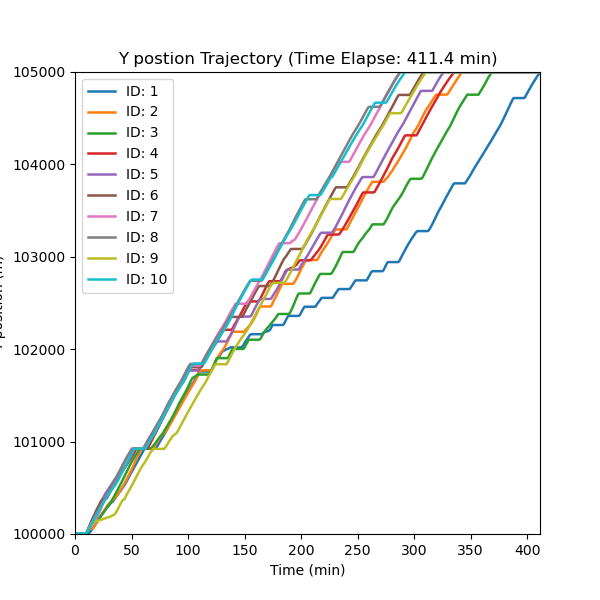 Y postion Trajectory (Time Elapse: 411.4 min)
105000
104000
103000
102000
101000
100000
ID: 1
ID: 2
ID: 3
ID: 4
ID: 5
ID: 6
ID: 7
ID: 8
ID: 9
ID: 10
0 50 100 150 200 250 300 350 400
Time (min)